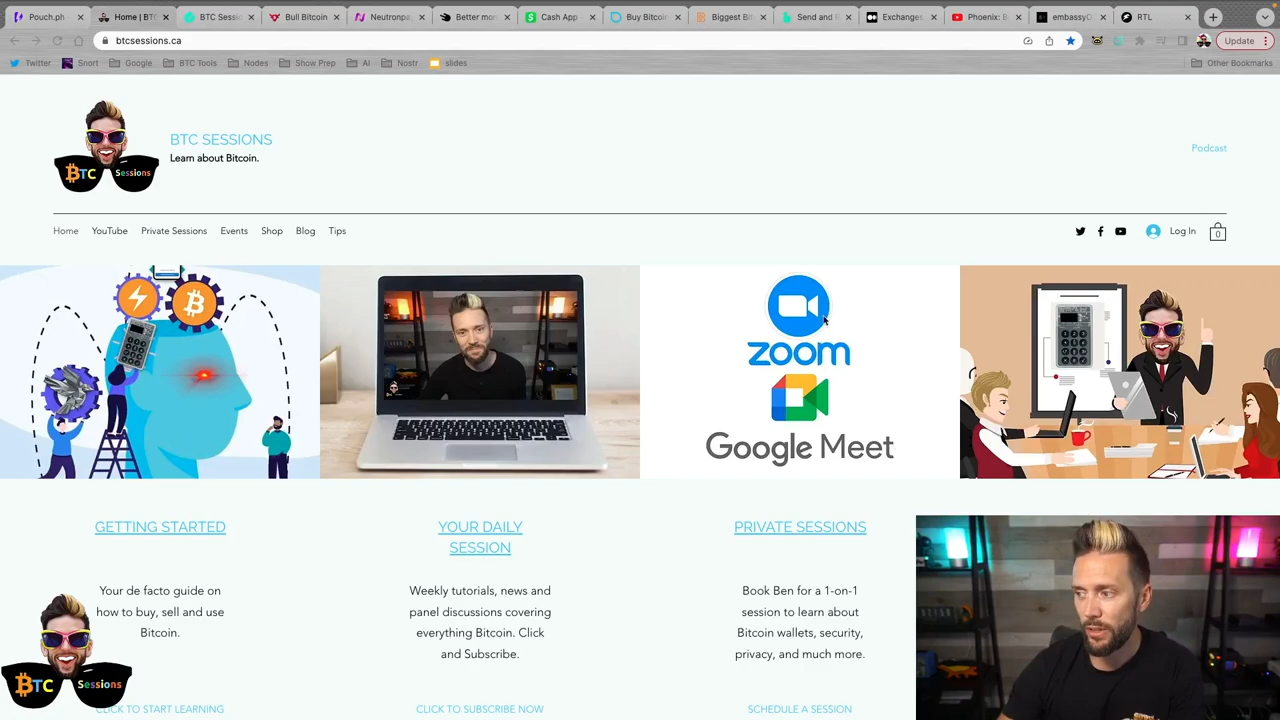 Pouch.ph
Home | BTC
BTC Sessi
Bull Bitcoin
Neutronpa
Better mon
Cash App -
Buy Bitcoin
Biggest Bit
Send and
Exchanges
Phoenix: B
embassyO
RTL
btcsessions.ca
Update
Twitter
Snort
Google
BTC Tools
Nodes
Show Prep
AI
Nostr
slides
Other Bookmarks
BTC Sessions
BTC SESSIONS
Learn about Bitcoin.
Podcast
Home
YouTube
Private Sessions
Events
Shop
Blog
Tips
Log In
0
zoom
Google Meet
GETTING STARTED
Your de facto guide on
how to buy, sell and use
Bitcoin.
CLICK TO START LEARNING
YOUR DAILY
SESSION
Weekly tutorials, news and
panel discussions covering
everything Bitcoin. Click
and Subscribe.
CLICK TO SUBSCRIBE NOW
PRIVATE SESSIONS
Book Ben for a 1-on-1
session to learn about
Bitcoin wallets, security,
privacy, and much more.
SCHEDULE A SESSION
BTC Sessions